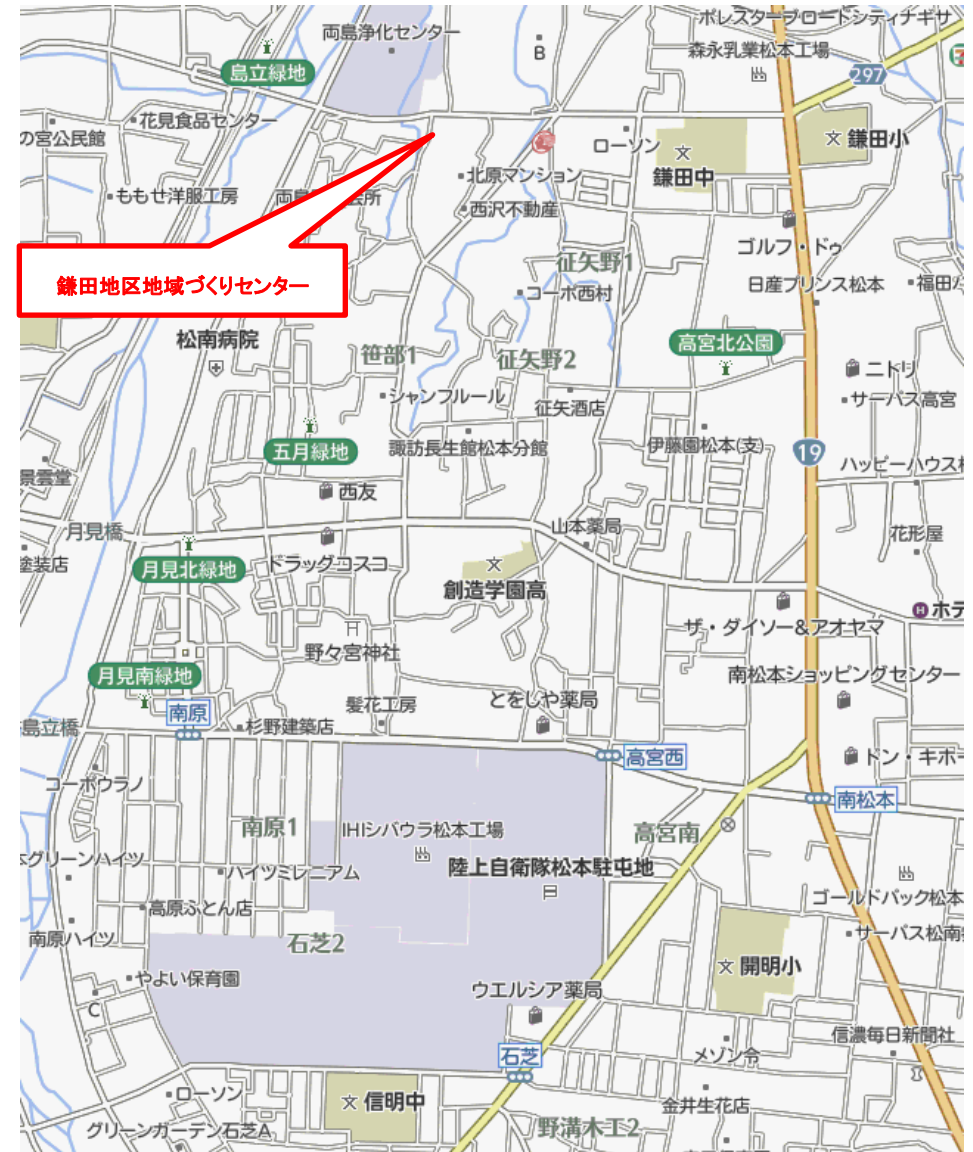 ポレスターブロードシティナギサ
両島浄化センター
B
森永乳業松本工場
島立緑地
297
花見食品センター
の宮公民館
ローソン
鎌田小
鎌田中
北原マンション
ももせ洋服工房
両島
会所
西沢不動産
ゴルフ・ドゥ
征矢野1
鎌田地区地域づくりセンター
日産プリンス松本
福田
コーポ西村
松南病院
笹部1
征矢野2
高宮北公園
ニトリ
シャンフルール
征矢酒店
サーパス高宮
五月緑地
諏訪長生館松本分館
伊藤園松本(支)
19
ハッピーハウス
景雲堂
西友
月見橋
山本薬局
花形屋
塗装店
月見北緑地
ドラッグコスコ
創造学園高
ホテ
ザ・ダイソー&アオヤマ
野々宮神社
月見南緑地
南松本ショッピングセンター
髪花工房
とをしや薬局
南原
島立橋
杉野建築店
高宮西
ドン・キホー
コーポウラノ
南松本
南原1
IHIシバウラ松本工場
高宮南
グリーンハイツ
ハイツミレニアム
陸上自衛隊松本駐屯地
ゴールドパック松本
高原ふとん店
南原ハイツ
石芝2
サーパス松南
開明小
やよい保育園
ウエルシア薬局
C
信濃毎日新聞社
石芝
メゾン令
ローソン
信明中
金井生花店
グリーンガーデン石芝A
野溝木工2